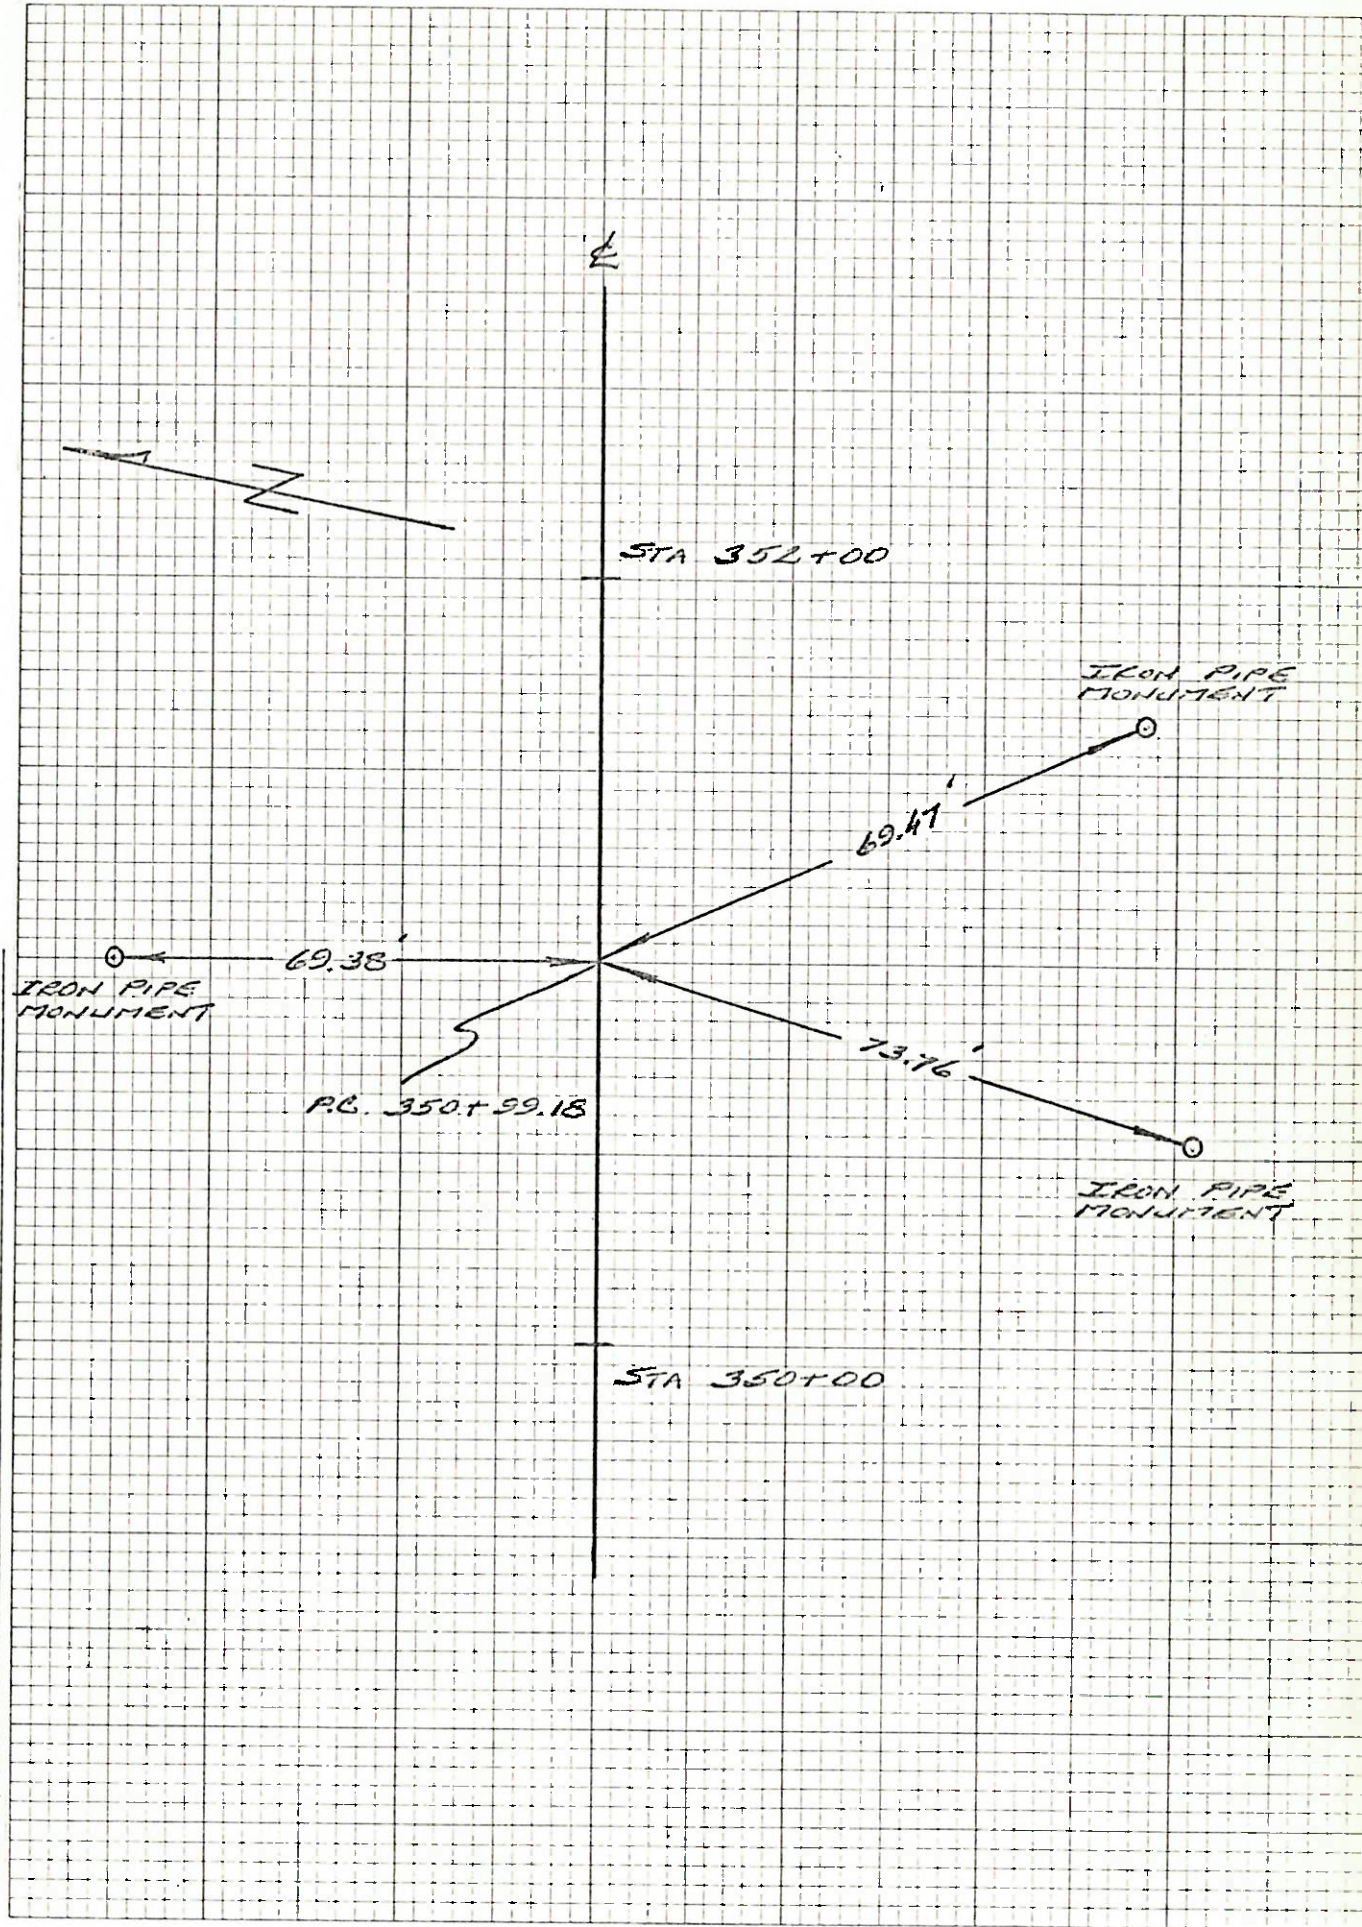 ℄
N
STA 352+00
IRON PIPE
MONUMENT
69.47'
69.38'
IRON PIPE
MONUMENT
73.76'
P.C. 350+99.18
IRON PIPE
MONUMENT
STA 350+00